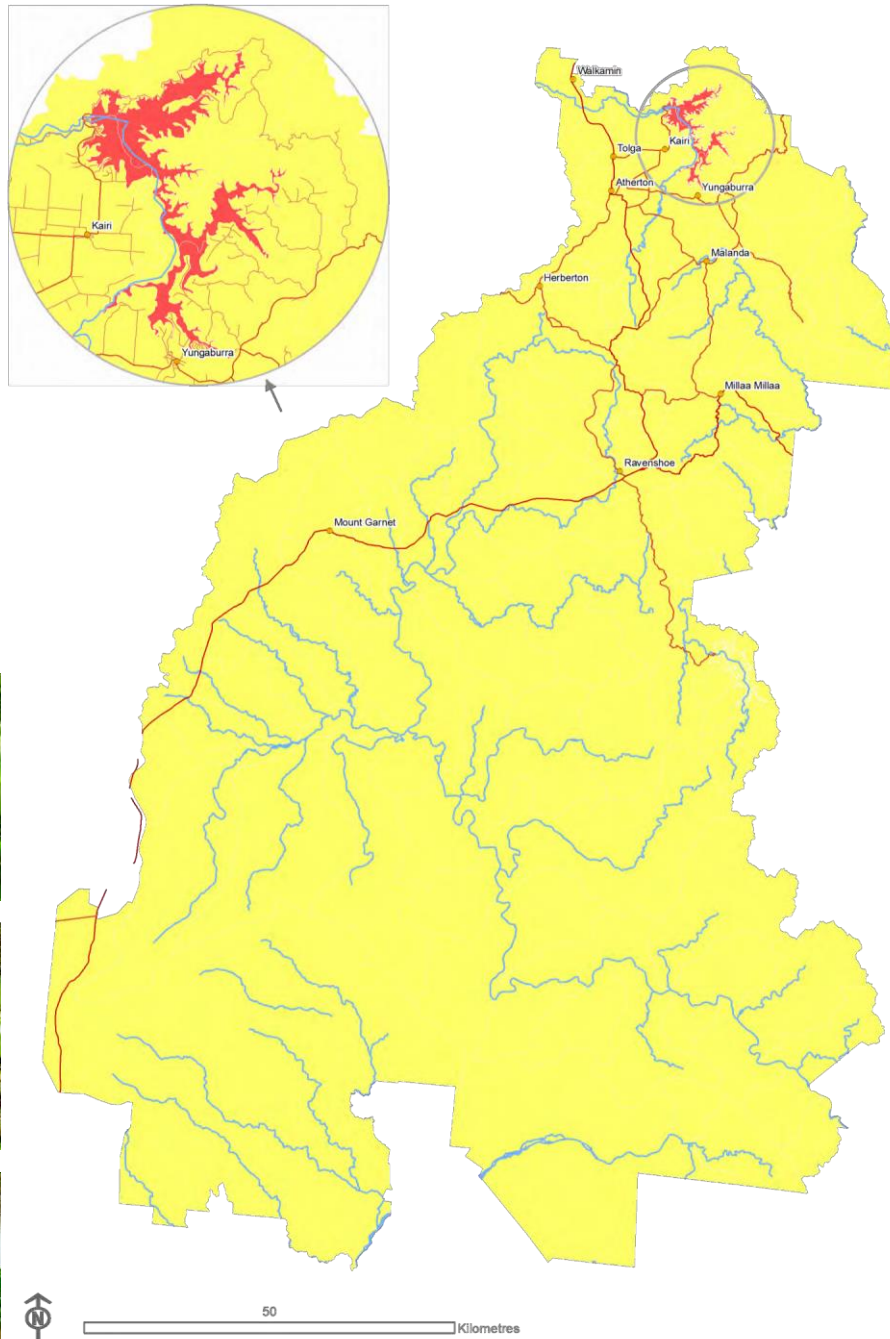 Kairi
Yungaburra
Walkamin
Tolga
Kairi
Atherton
Yungaburra
Malanda
Herberton
Millaa Millaa
Ravenshoe
Mount Garnet
N
50
Kilometres